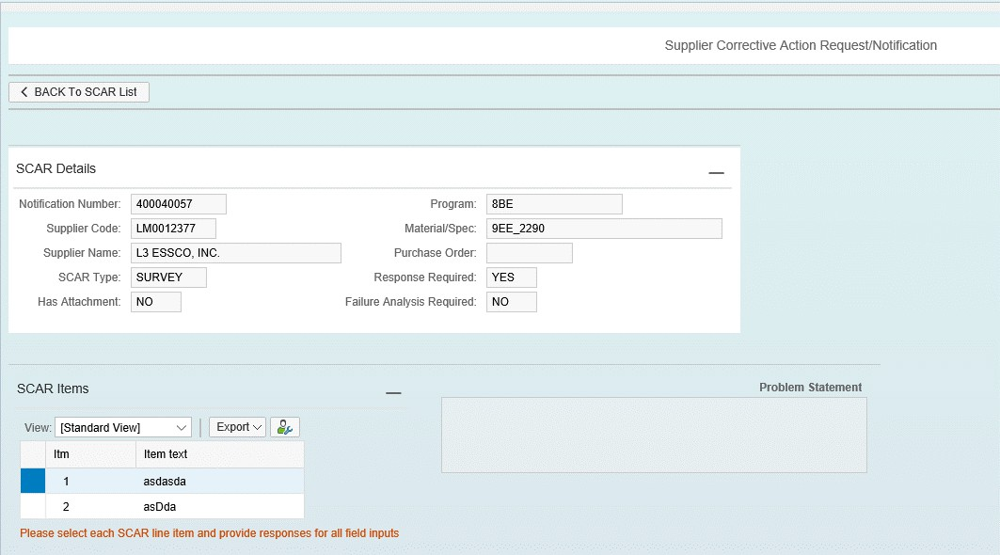 Supplier Corrective Action Request/Notification
BACK To SCAR List
SCAR Details
Notification Number: 400040057 Program: 8BE
Supplier Code: LM0012377 Material/Spec: 9EE_2290
Supplier Name: L3 ESSCO, INC. Purchase Order:
SCAR Type: SURVEY Response Required: YES
Has Attachment: NO Failure Analysis Required: NO
SCAR Items
Problem Statement
View: [Standard View] Export
Itm Item text
1 asdasda
2 asDda
Please select each SCAR line item and provide responses for all field inputs